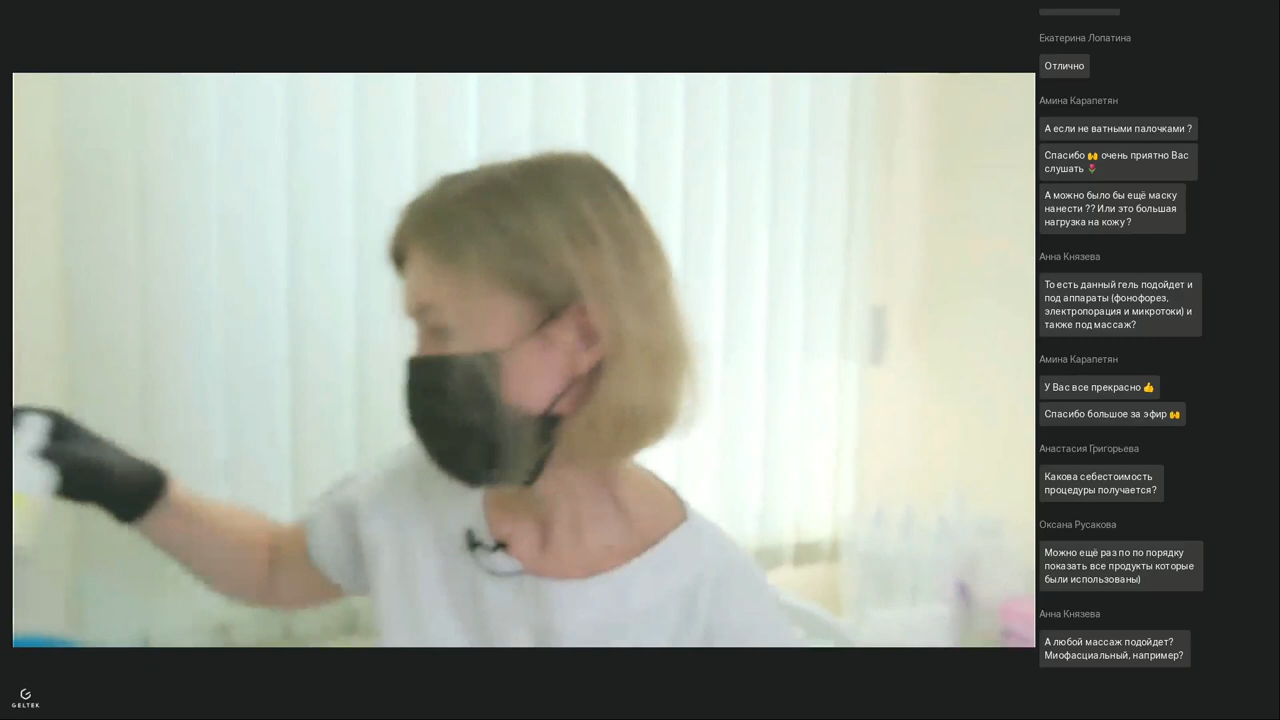 Екатерина Лопатина
Отлично
Амина Карапетян
А если не ватными палочками ?
Спасибо 🙌 очень приятно Вас
слушать 🌷
А можно было бы ещё маску
нанести ?? Или это большая
нагрузка на кожу ?
Анна Князева
То есть данный гель подойдет и
под аппараты (фонофорез,
электропорация и микротоки) и
также под массаж?
Амина Карапетян
У Вас все прекрасно 👍
Спасибо большое за эфир 🙌
Анастасия Григорьева
Какова себестоимость
процедуры получается?
Оксана Русакова
Можно ещё раз по по порядку
показать все продукты которые
были использованы)
Анна Князева
А любой массаж подойдет?
Миофасциальный, например?
GELTEK